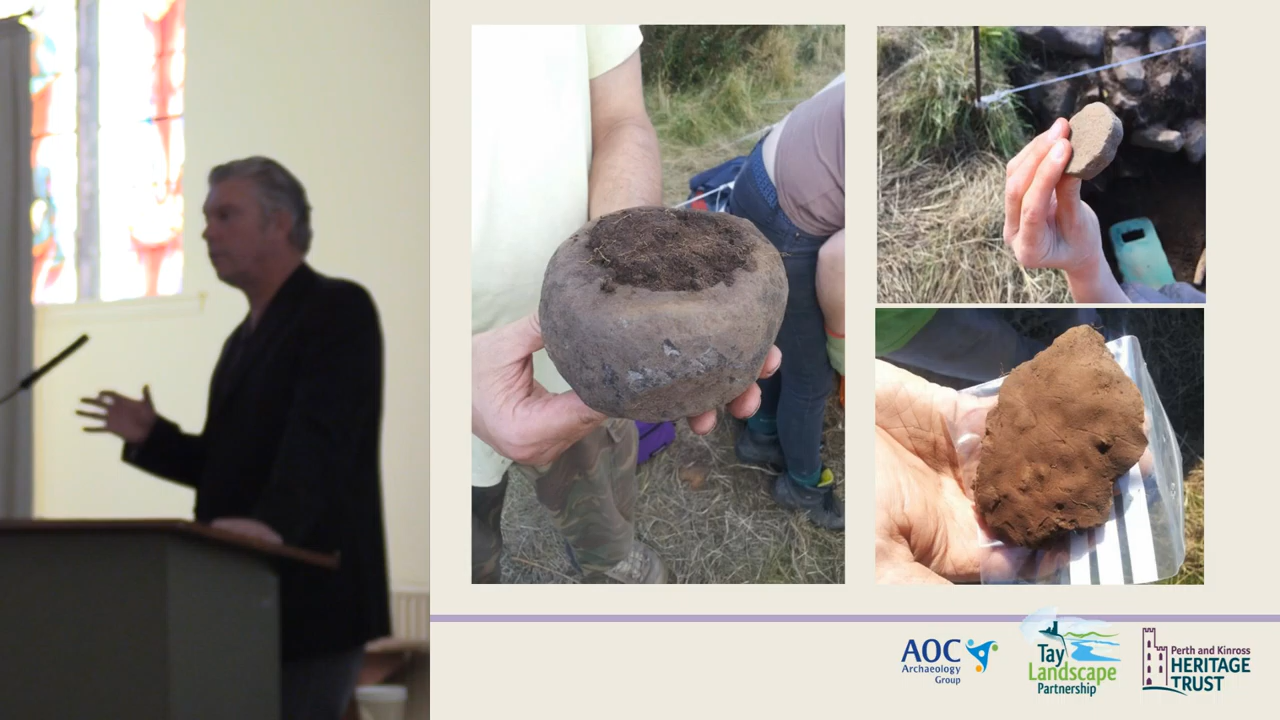 AOC
Archaeology
Group
Tay
Landscape
Partnership
Perth and Kinross
HERITAGE
TRUST